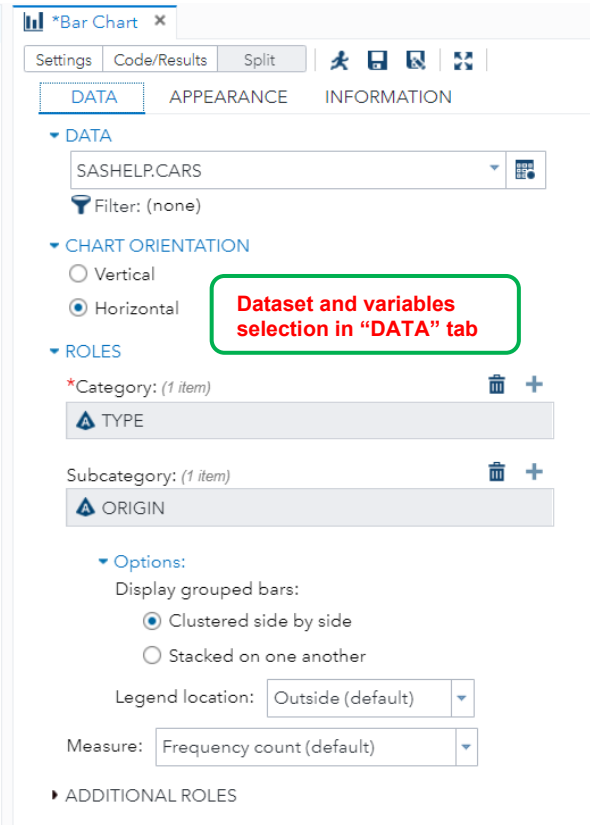 *Bar Chart ×
Settings Code/Results Split
DATA APPEARANCE INFORMATION
DATA
SASHELP.CARS
Filter: (none)
CHART ORIENTATION
Vertical
Horizontal
Dataset and variables
selection in “DATA” tab
ROLES
*Category: (1 item)
A TYPE
Subcategory: (1 item)
A ORIGIN
Options:
Display grouped bars:
Clustered side by side
Stacked on one another
Legend location: Outside (default)
Measure: Frequency count (default)
ADDITIONAL ROLES